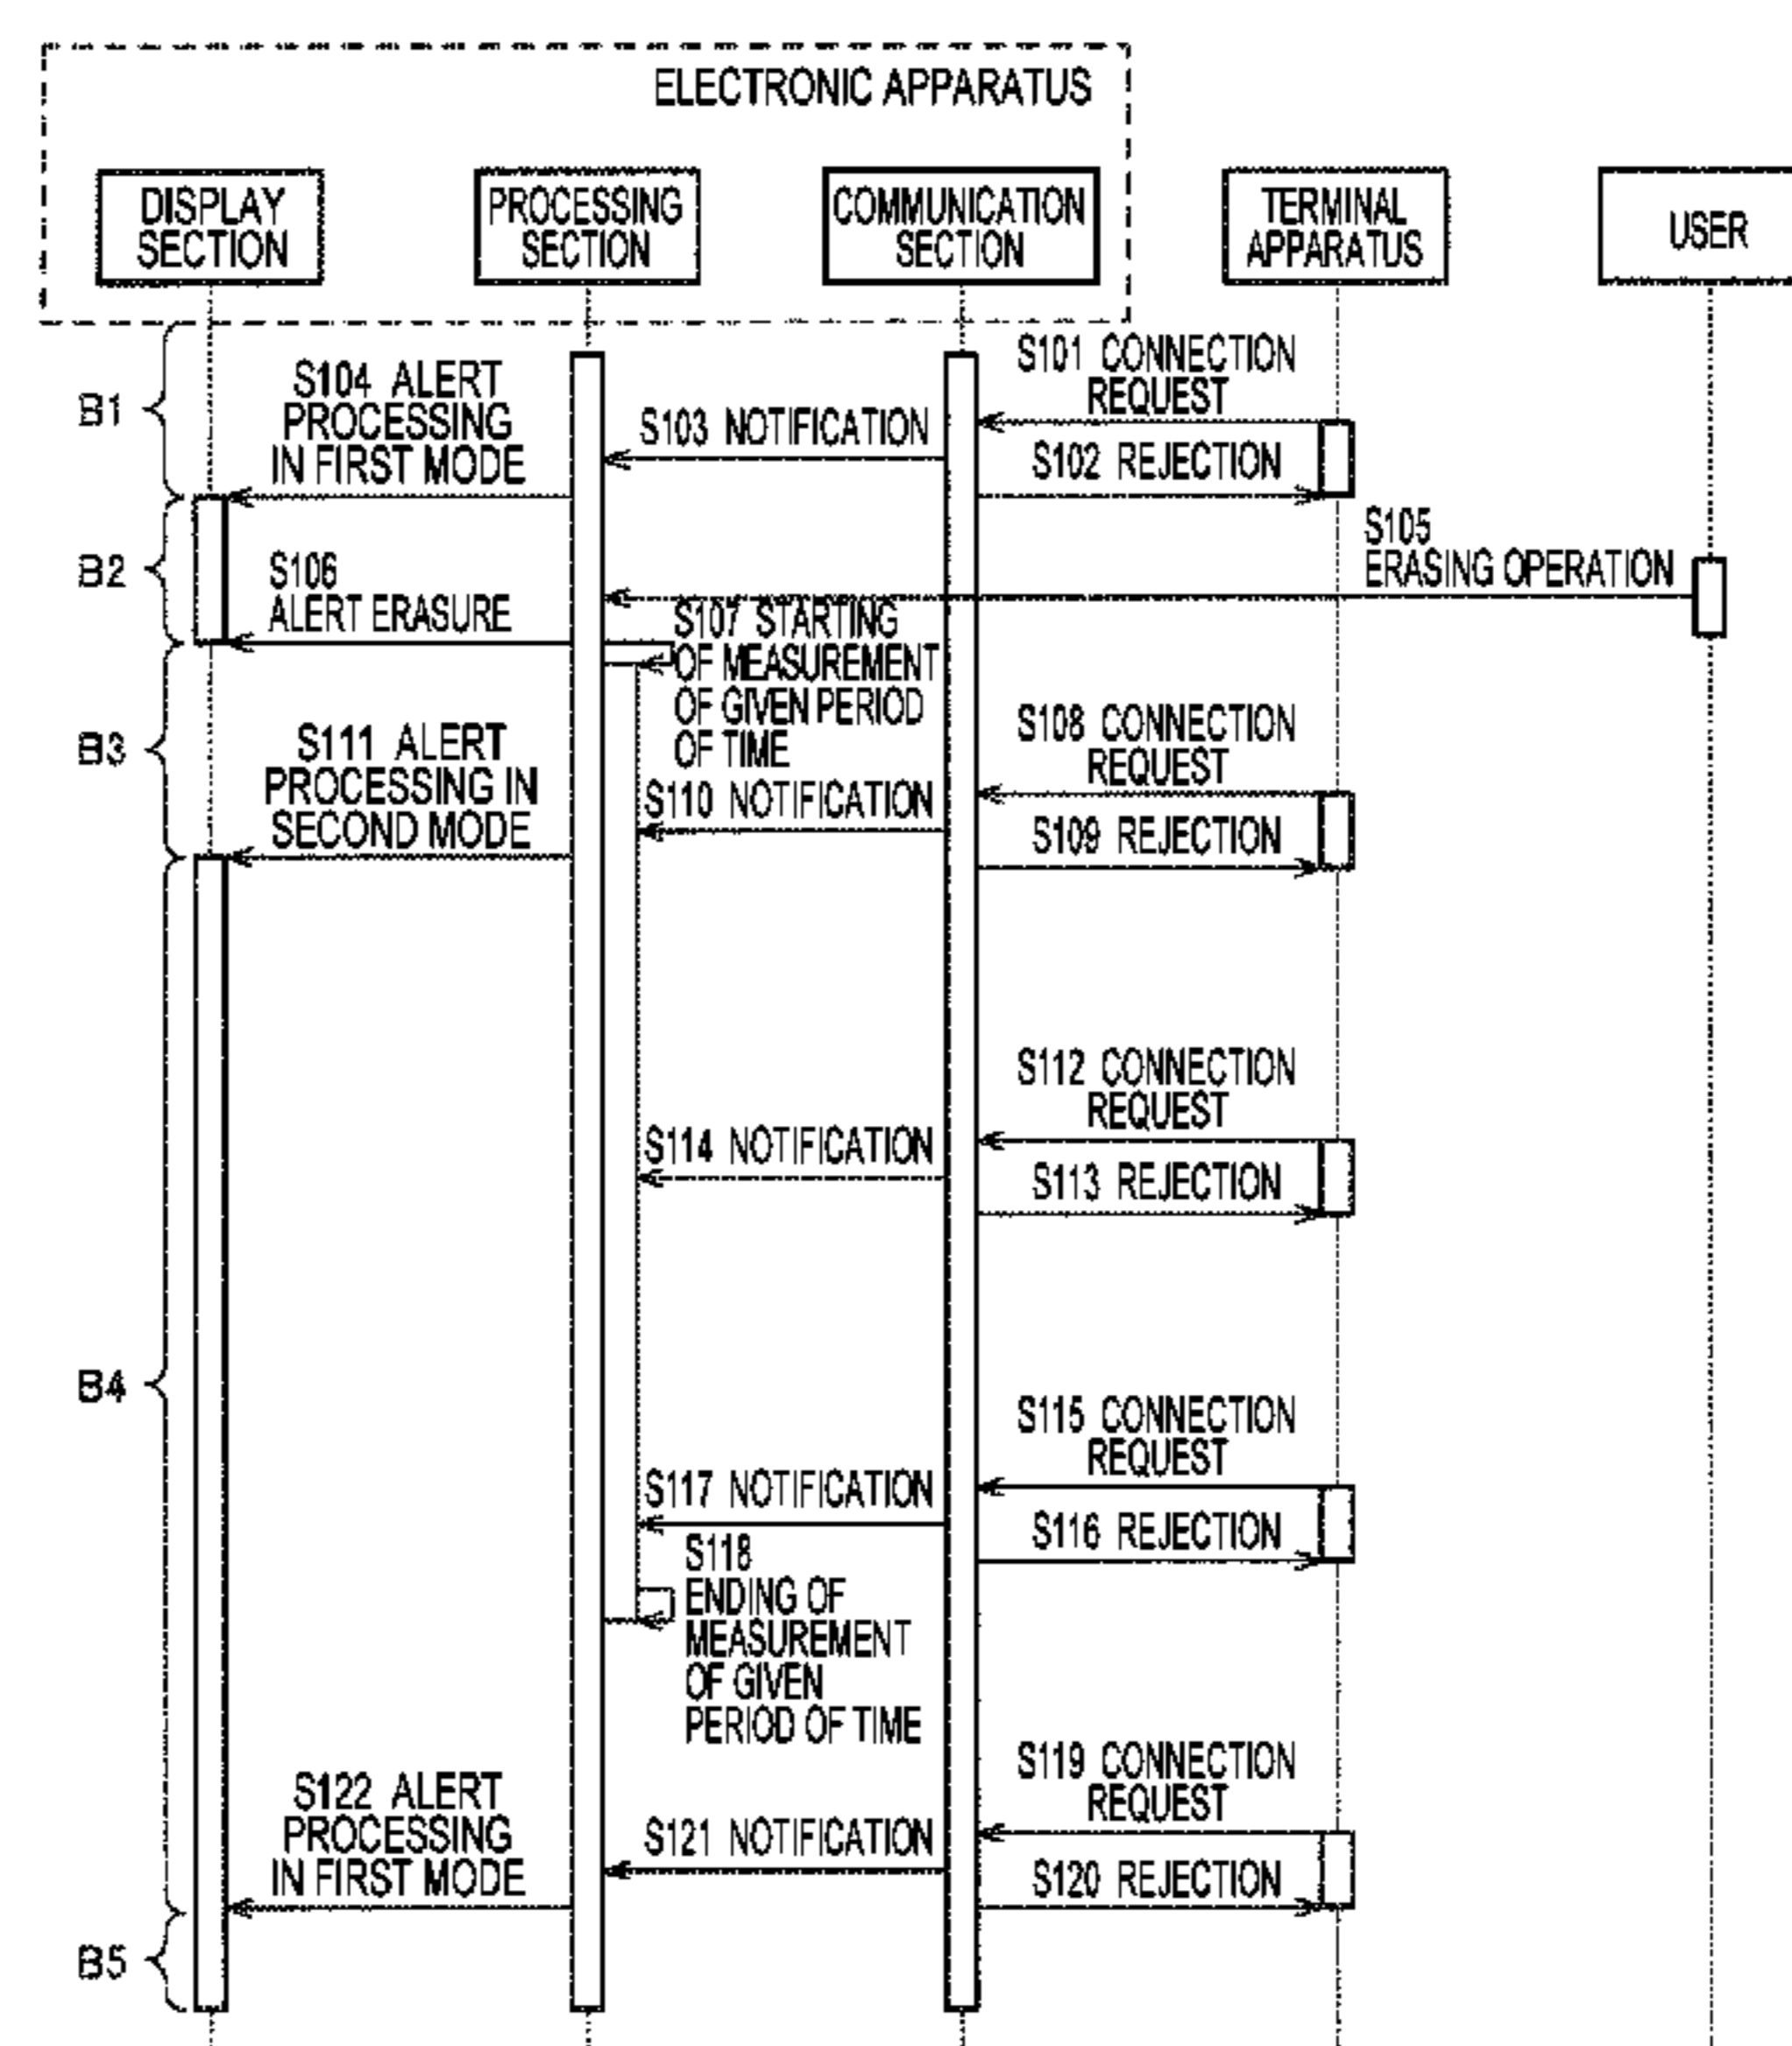 ELECTRONIC APPARATUS
DISPLAY
SECTION
PROCESSING
SECTION
COMMUNICATION
SECTION
TERMINAL
APPARATUS
USER
B1
S104 ALERT
PROCESSING
IN FIRST MODE
S103 NOTIFICATION
S101 CONNECTION
REQUEST
S102 REJECTION
B2
S105
ERASING OPERATION
S106
ALERT ERASURE
S107 STARTING
OF MEASUREMENT
OF GIVEN PERIOD
OF TIME
B3
S111 ALERT
PROCESSING IN
SECOND MODE
S108 CONNECTION
REQUEST
S110 NOTIFICATION
S109 REJECTION
S112 CONNECTION
REQUEST
S114 NOTIFICATION
S113 REJECTION
B4
S115 CONNECTION
REQUEST
S117 NOTIFICATION
S116 REJECTION
S118
ENDING OF
MEASUREMENT
OF GIVEN
PERIOD OF TIME
S119 CONNECTION
REQUEST
S122 ALERT
PROCESSING
IN FIRST MODE
S121 NOTIFICATION
S120 REJECTION
B5